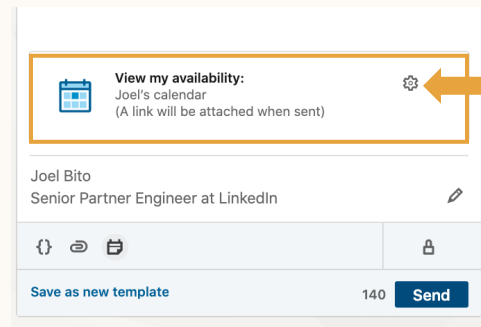 View my availability:
Joel's calendar
(A link will be attached when sent)
Joel Bito
Senior Partner Engineer at LinkedIn
{}
Save as new template
140
Send